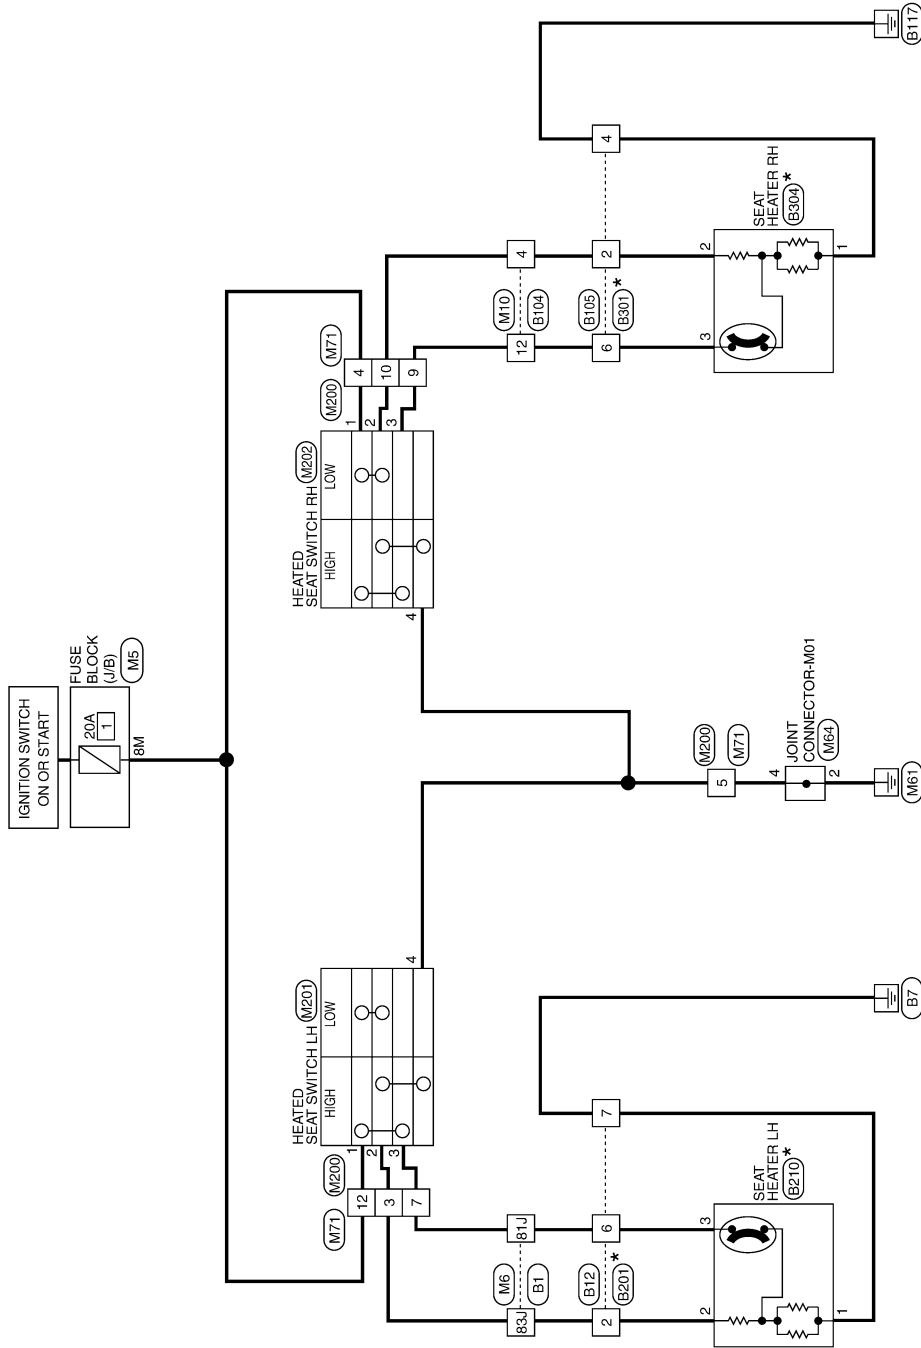 IGNITION SWITCH
ON OR START
FUSE
BLOCK
(J/B)
M5
20A
1
8M
HEATED
SEAT SWITCH LH
M201
HIGH
LOW
1
2
3
4
M200
M71
12
3
7
HEATED
SEAT SWITCH RH
M202
HIGH
LOW
1
2
3
4
M200
M71
4
10
9
M6
B1
83J
81J
B12
B201
*
2
6
7
SEAT
HEATER LH
B210
*
2
3
1
B7
M200
M71
5
JOINT
CONNECTOR-M01
M64
4
2
M61
M10
B104
12
4
B105
B301
*
6
2
4
SEAT
HEATER RH
B304
*
3
2
1
B117